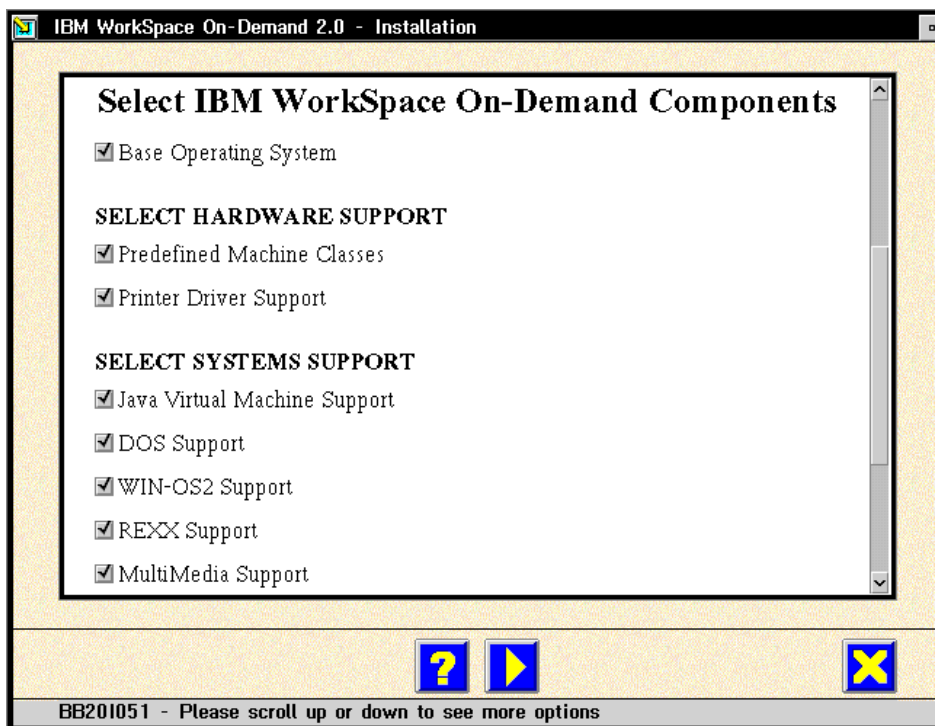 IBM WorkSpace On-Demand 2.0 - Installation
Select IBM WorkSpace On-Demand Components
Base Operating System
SELECT HARDWARE SUPPORT
Predefined Machine Classes
Printer Driver Support
SELECT SYSTEMS SUPPORT
Java Virtual Machine Support
DOS Support
WIN-OS2 Support
REXX Support
MultiMedia Support
?
BB20I051 - Please scroll up or down to see more options